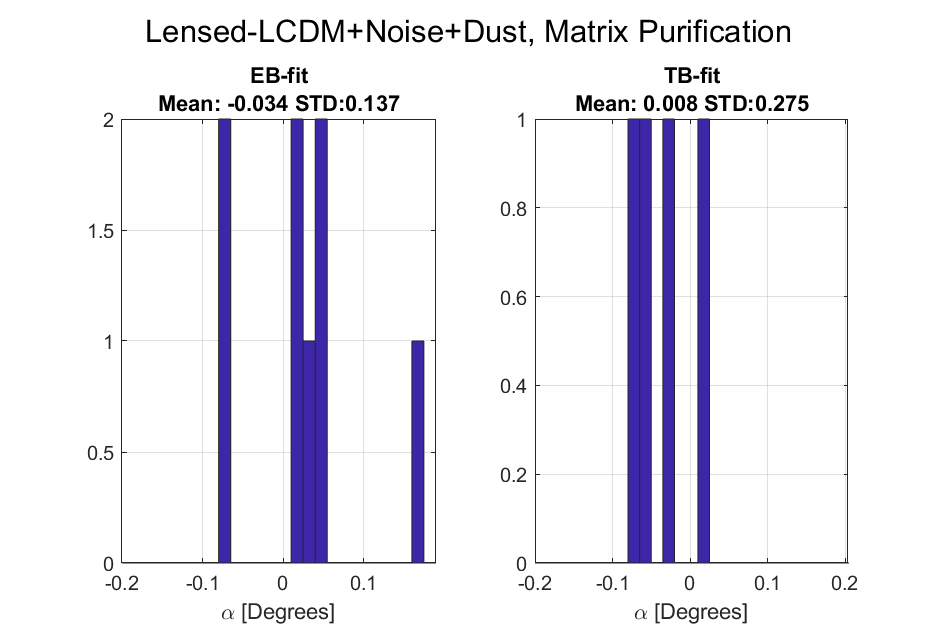 Lensed-LCDM+Noise+Dust, Matrix Purification
EB-fit
Mean: -0.034 STD:0.137
2
1.5
1
0.5
0
-0.2 -0.1 0 0.1
α [Degrees]
TB-fit
Mean: 0.008 STD:0.275
1
0.8
0.6
0.4
0.2
0
-0.2 -0.1 0 0.1 0.2
α [Degrees]